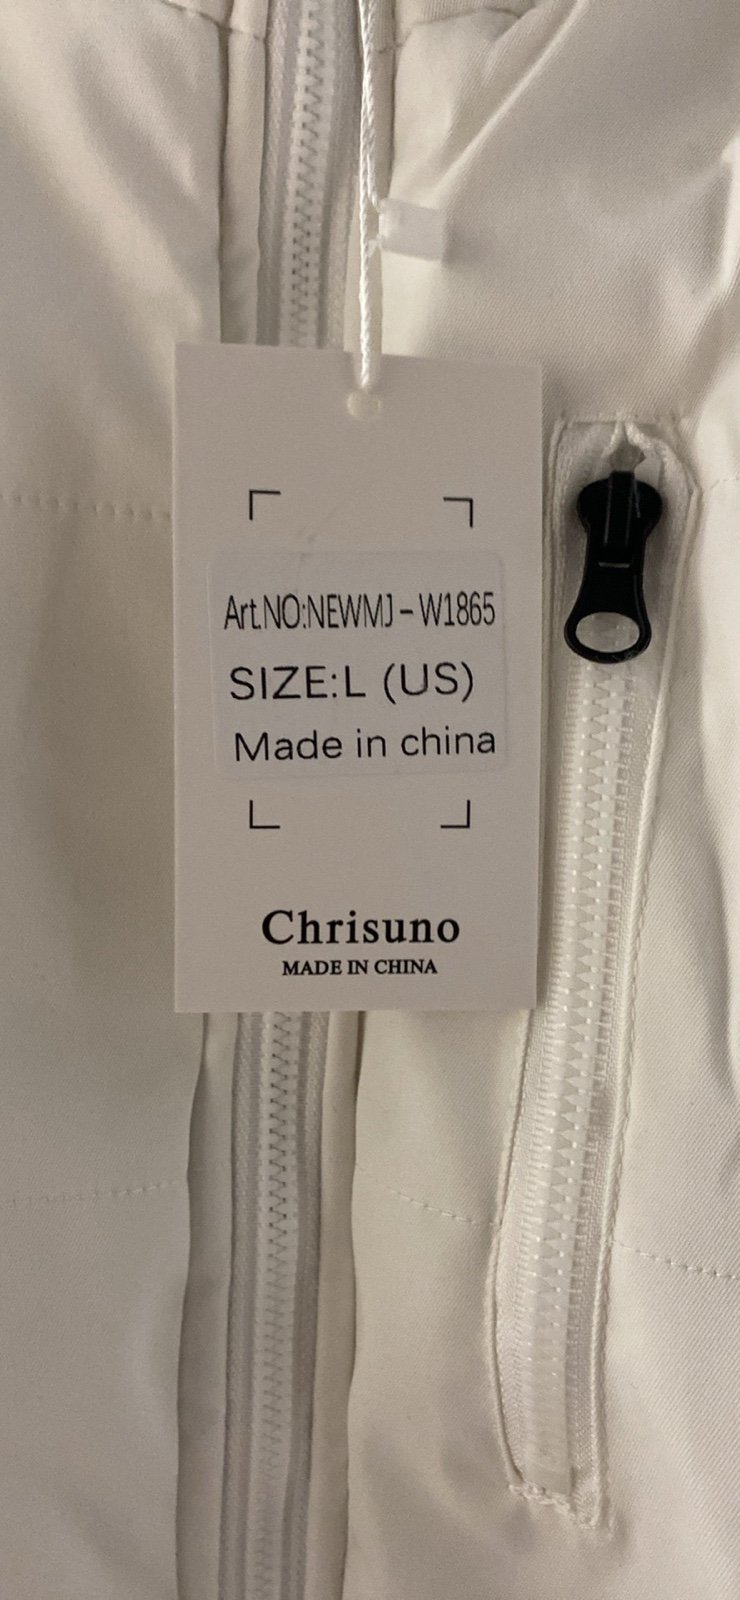 Art.NO:NEWMJ-W1865
SIZE:L (US)
Made in china
Chrisuno
MADE IN CHINA